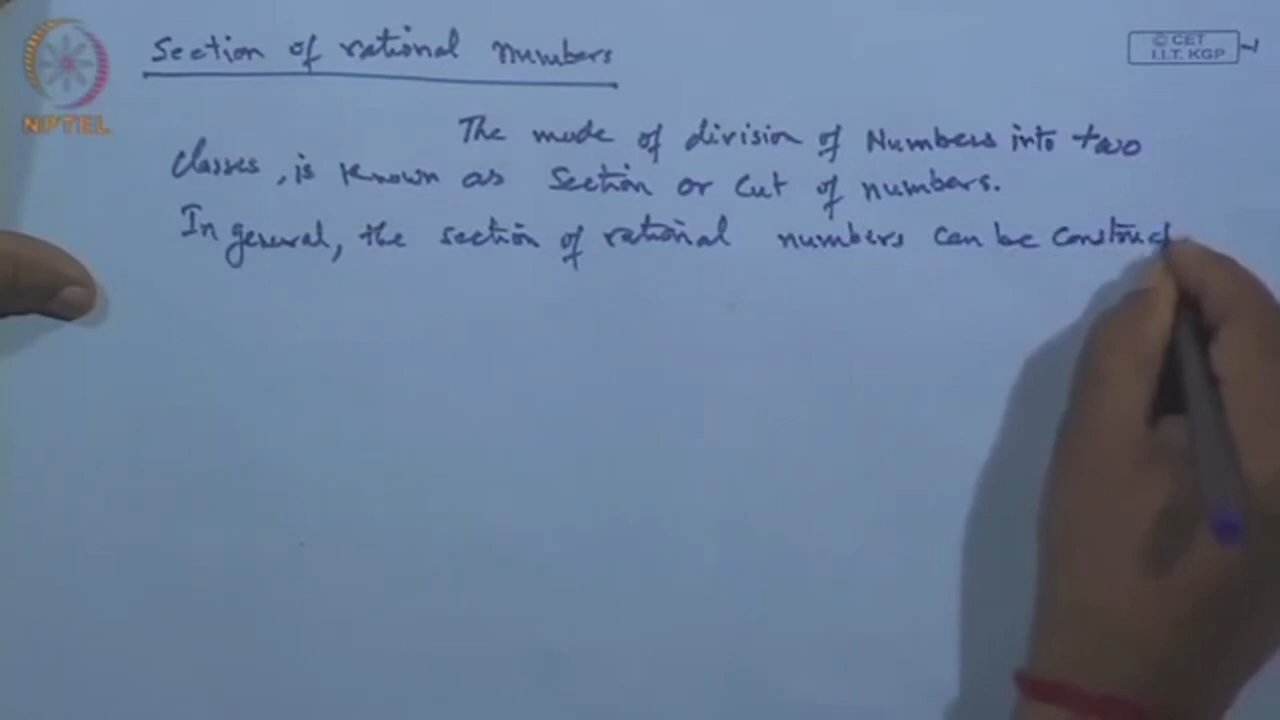 Section of rational numbers
© CET
I.I.T. KGP
NPTEL
The mode of division of Numbers into two
classes, is known as Section or Cut of numbers.
In general, the section of rational numbers can be construct